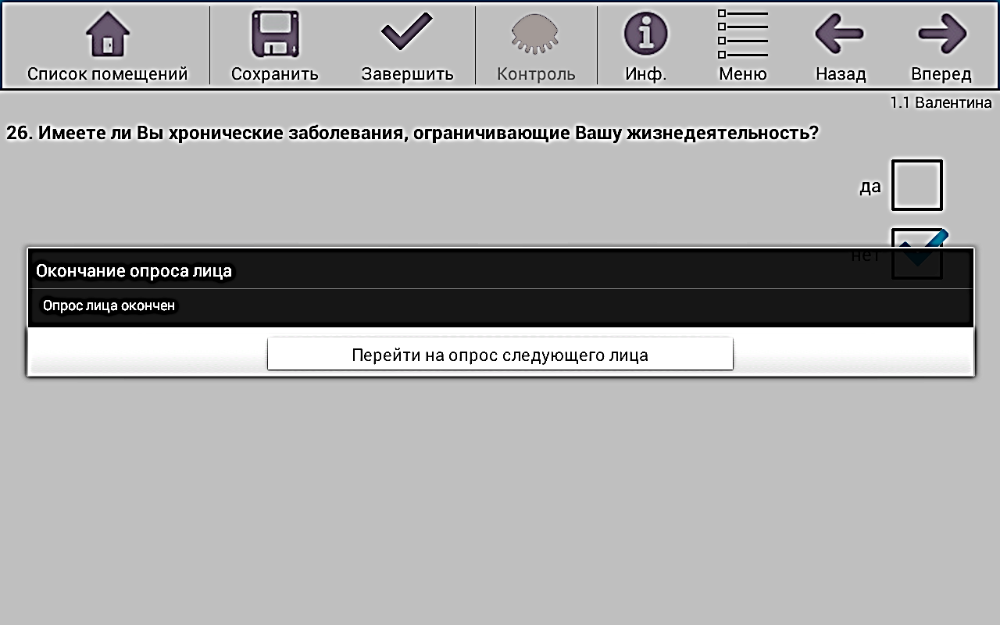 Список помещений
Сохранить
Завершить
Контроль
Инф.
Меню
Назад
Вперед
1.1 Валентина
26. Имеете ли Вы хронические заболевания, ограничивающие Вашу жизнедеятельность?
да
нет
Окончание опроса лица
Опрос лица окончен
Перейти на опрос следующего лица